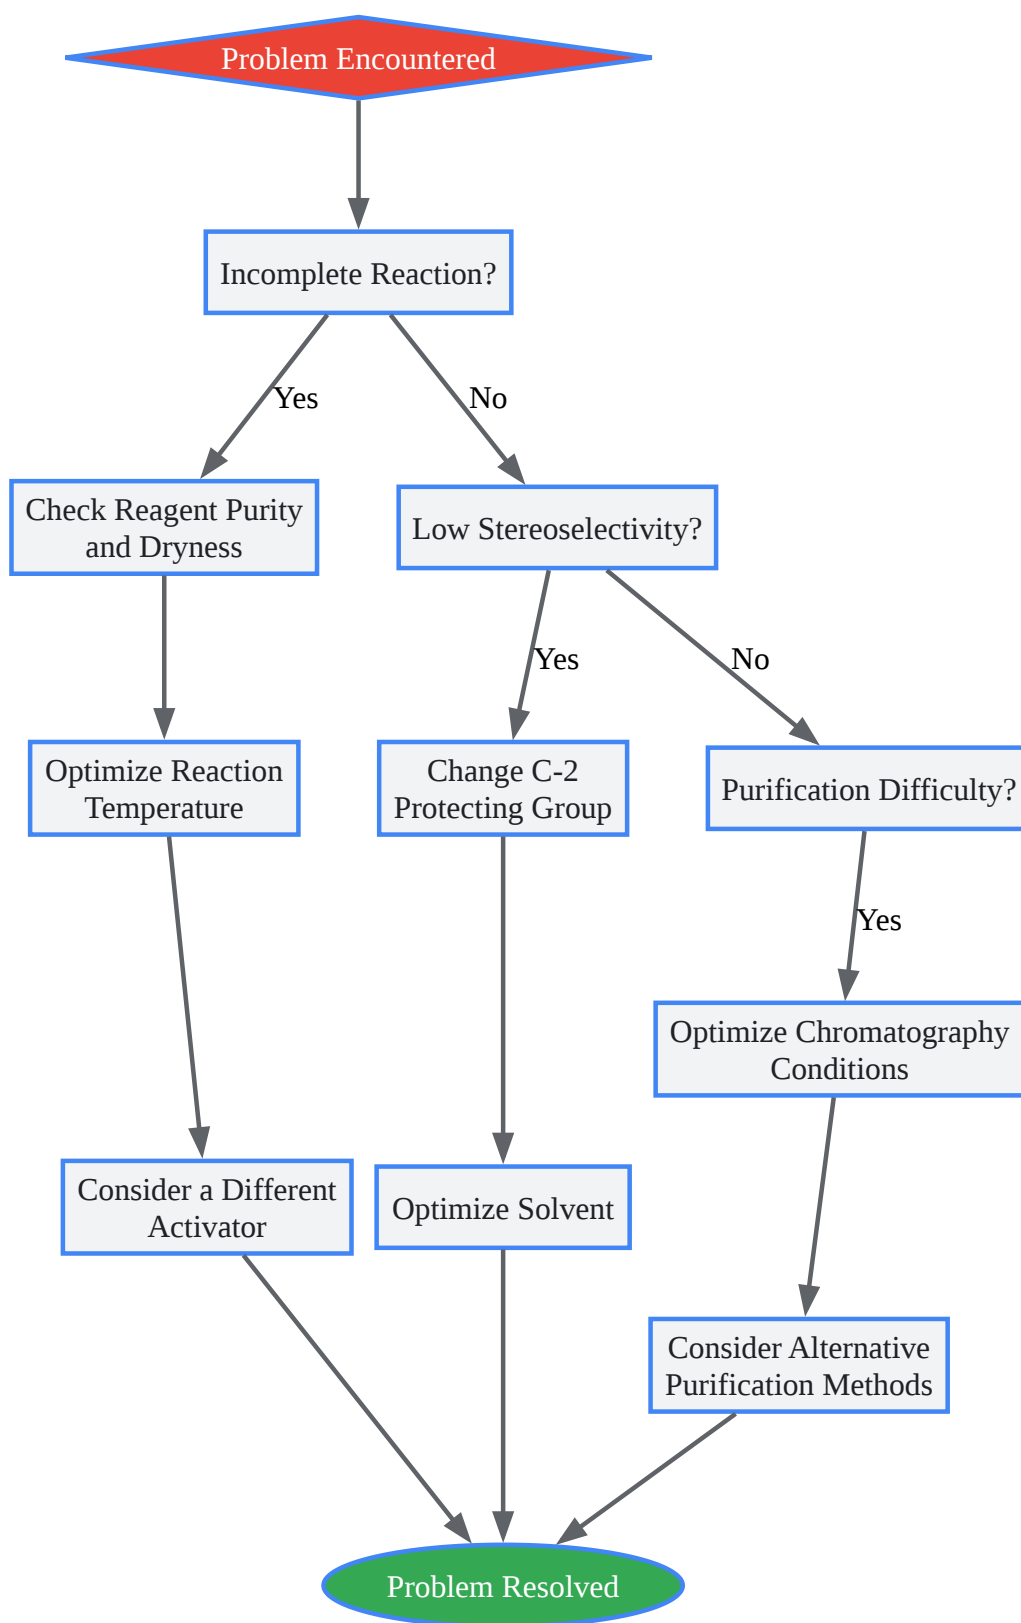 Problem Encountered
Incomplete Reaction?
Yes
No
Check Reagent Purity
and Dryness
Low Stereoselectivity?
Yes
No
Optimize Reaction
Temperature
Change C-2
Protecting Group
Purification Difficulty?
Yes
Optimize Chromatography
Conditions
Consider a Different
Activator
Optimize Solvent
Consider Alternative
Purification Methods
Problem Resolved